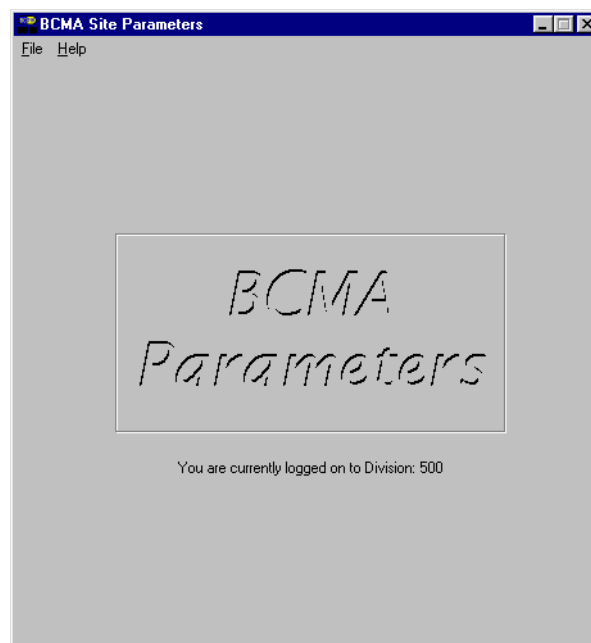 BCMA Site Parameters
File Help
BCMA
Parameters
You are currently logged on to Division: 500